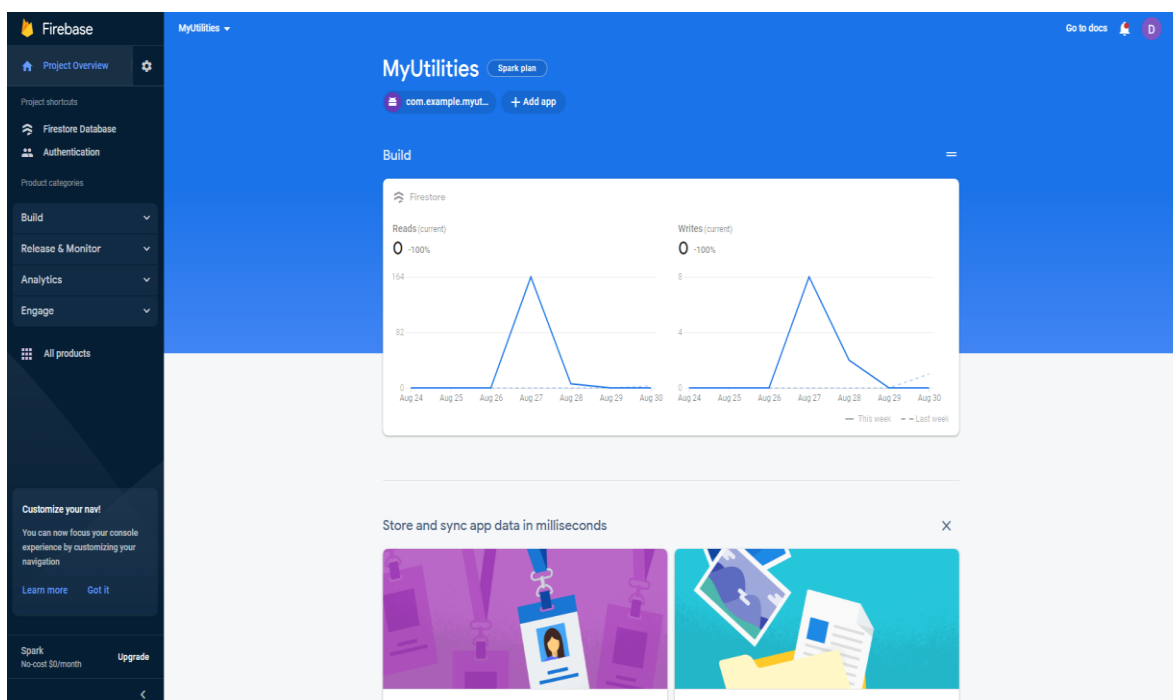 Firebase
MyUtilities
Go to docs
D
Project Overview
Project shortcuts
Firestore Database
Authentication
Product categories
Build
Release & Monitor
Analytics
Engage
All products
Customize your nav!
You can now focus your console
experience by customizing your
navigation
Learn more Got it
Spark
No-cost $0/month
Upgrade
MyUtilities Spark plan
com.example.myut... + Add app
Build
Firestore
Reads (current)
0 -100%
164
82
0
Aug 24 Aug 25 Aug 26 Aug 27 Aug 28 Aug 29 Aug 30
Writes (current)
0 -100%
8
4
0
Aug 24 Aug 25 Aug 26 Aug 27 Aug 28 Aug 29 Aug 30
This week Last week
Store and sync app data in milliseconds